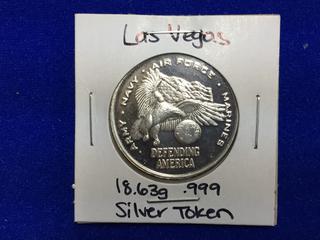 Las Vegas
ARMY · NAVY · AIR FORCE · MARINES
DEFENDING
AMERICA
18.63g .999
Silver Token